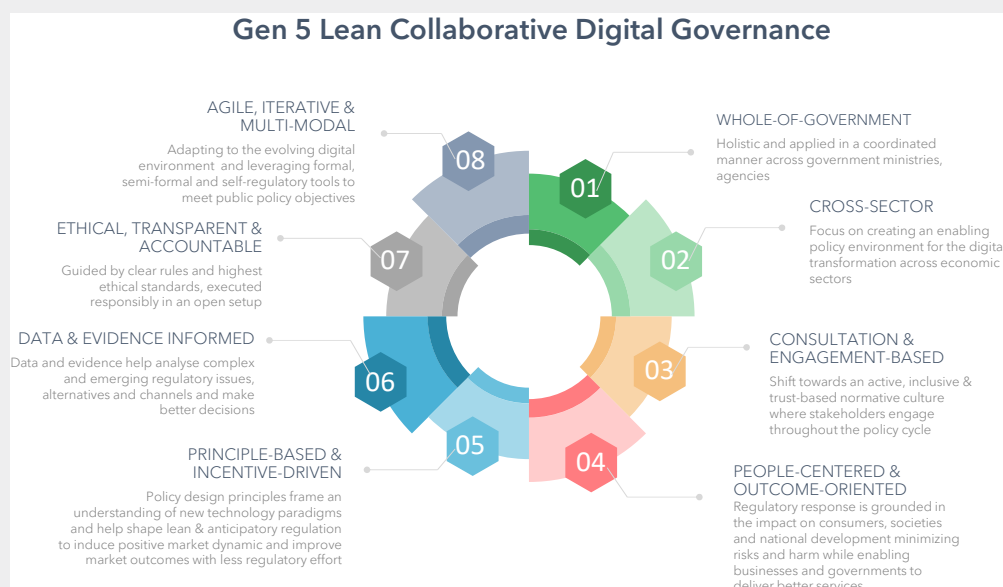 Gen 5 Lean Collaborative Digital Governance
01
WHOLE-OF-GOVERNMENT
Holistic and applied in a coordinated
manner across government ministries,
agencies
02
CROSS-SECTOR
Focus on creating an enabling
policy environment for the digital
transformation across economic
sectors
03
CONSULTATION &
ENGAGEMENT-BASED
Shift towards an active, inclusive &
trust-based normative culture
where stakeholders engage
throughout the policy cycle
04
PEOPLE-CENTERED &
OUTCOME-ORIENTED
Regulatory response is grounded in
the impact on consumers, societies
and national development minimizing
risks and harm while enabling
businesses and governments to
deliver better services
05
PRINCIPLE-BASED &
INCENTIVE-DRIVEN
Policy design principles frame an
understanding of new technology paradigms
and help shape lean & anticipatory regulation
to induce positive market dynamic and improve
market outcomes with less regulatory effort
06
DATA & EVIDENCE INFORMED
Data and evidence help analyse complex
and emerging regulatory issues,
alternatives and channels and make
better decisions
07
ETHICAL, TRANSPARENT &
ACCOUNTABLE
Guided by clear rules and highest
ethical standards, executed
responsibly in an open setup
08
AGILE, ITERATIVE &
MULTI-MODAL
Adapting to the evolving digital
environment and leveraging formal,
semi-formal and self-regulatory tools to
meet public policy objectives